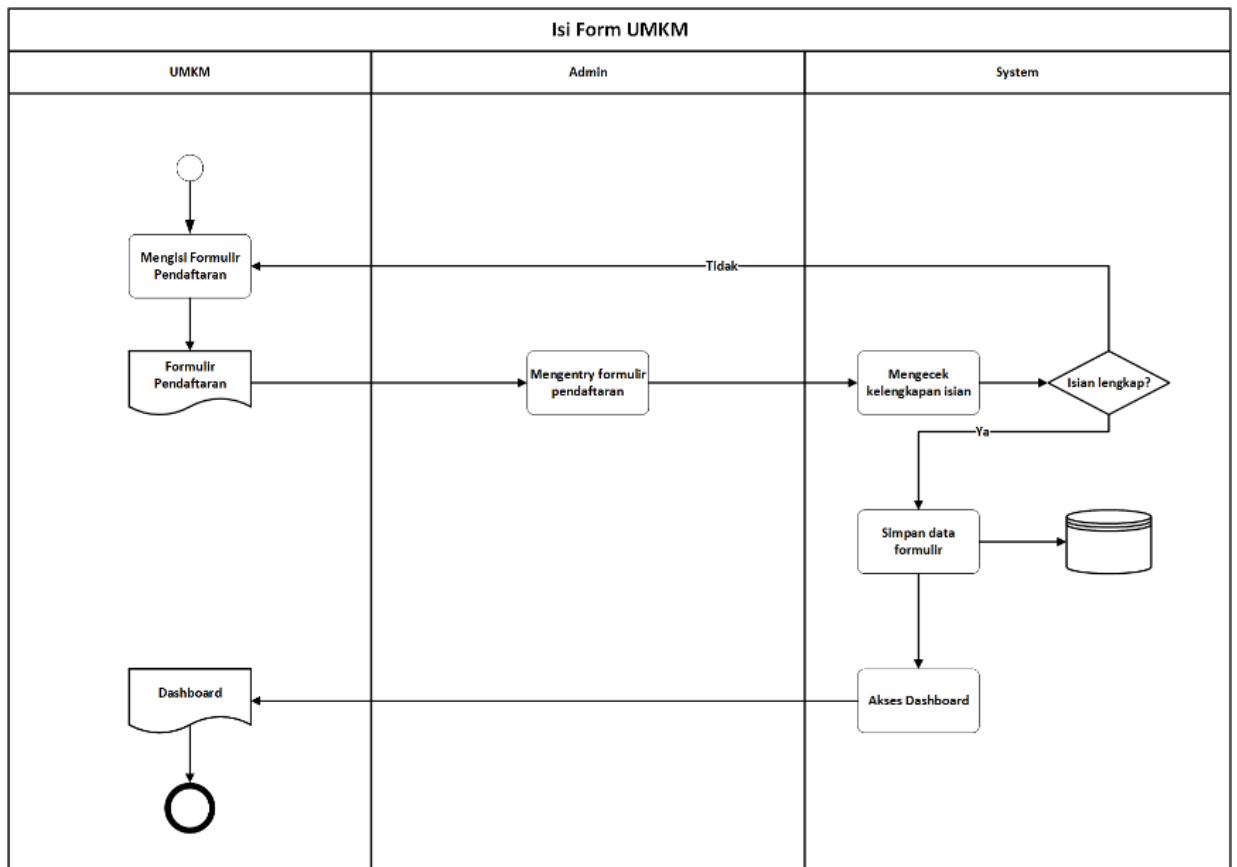 Isi Form UMKM
UMKM
Admin
System
Mengisi Formulir
Pendaftaran
Tidak
Formulir
Pendaftaran
Mengentry formulir
pendaftaran
Mengecek
kelengkapan isian
Isian lengkap?
Ya
Simpan data
formulir
Dashboard
Akses Dashboard